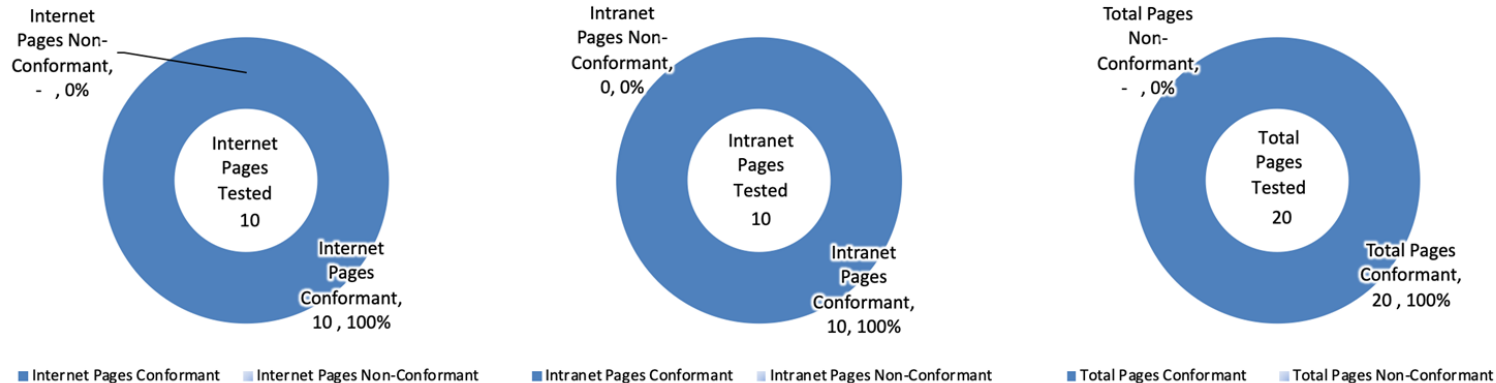 Internet
Pages Non-
Conformant,
- , 0%
Internet
Pages
Tested
10
Internet
Pages
Conformant,
10 , 100%
Internet Pages Conformant
Internet Pages Non-Conformant
Intranet
Pages Non-
Conformant,
0, 0%
Intranet
Pages
Tested
10
Intranet
Pages
Conformant,
10, 100%
Intranet Pages Conformant
Intranet Pages Non-Conformant
Total Pages
Non-
Conformant,
- , 0%
Total
Pages
Tested
20
Total Pages
Conformant,
20 , 100%
Total Pages Conformant
Total Pages Non-Conformant